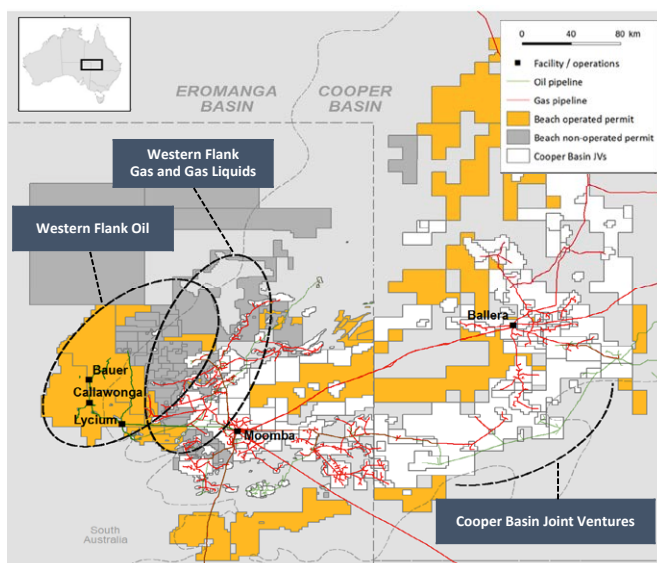 0 40 80 km
Facility / operations
Oil pipeline
Gas pipeline
Beach operated permit
Beach non-operated permit
Cooper Basin JVs
EROMANGA
BASIN
COOPER
BASIN
Western Flank
Gas and Gas Liquids
Western Flank Oil
Ballera
Bauer
Callawonga
Lycium
Moomba
South
Australia
Cooper Basin Joint Ventures